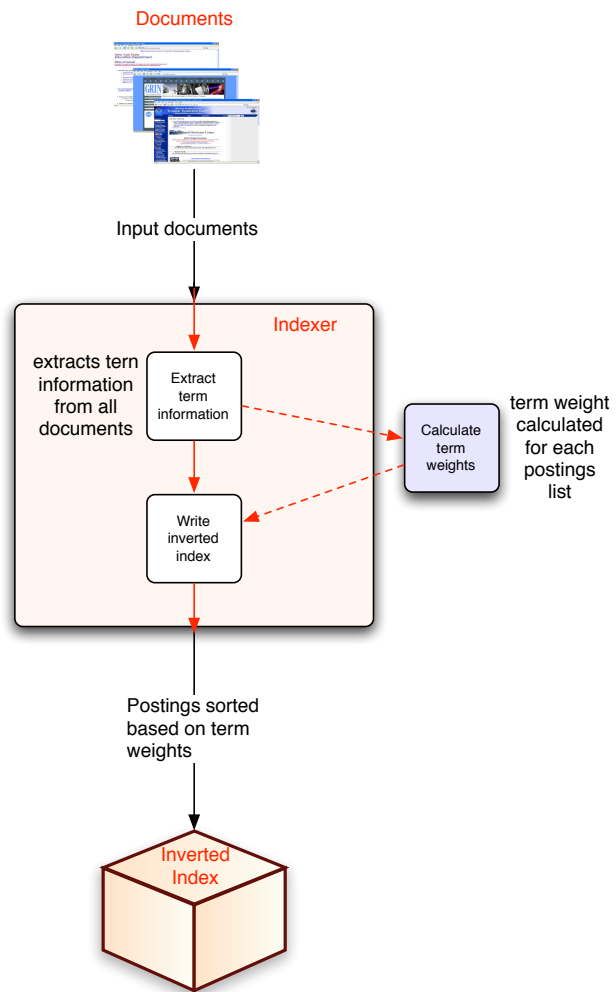 Documents
GRIN
Input documents
Indexer
extracts tern
information
from all
documents
Extract
term
information
Calculate
term
weights
term weight
calculated
for each
postings
list
Write
inverted
index
Postings sorted
based on term
weights
Inverted
Index